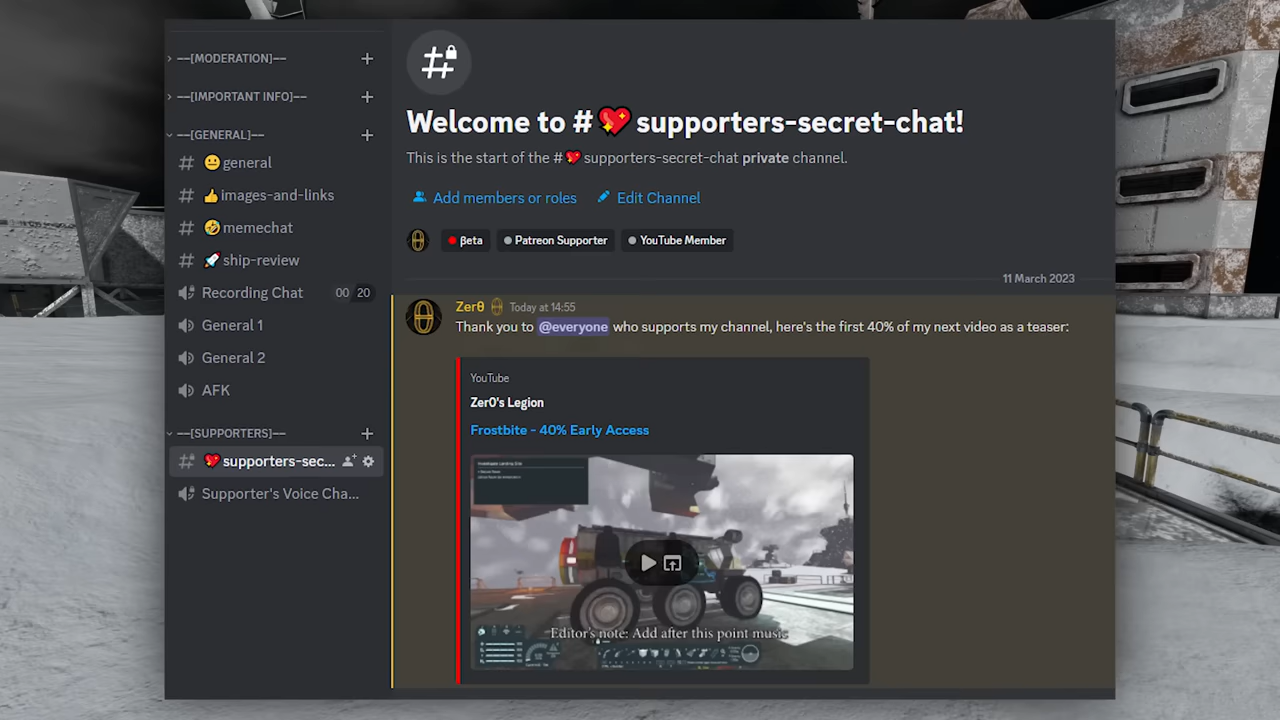 —[MODERATION]—
—[IMPORTANT INFO]—
—[GENERAL]—
general
images-and-links
memechat
ship-review
Recording Chat 00 20
General 1
General 2
AFK
—[SUPPORTERS]—
supporters-sec...
Supporter's Voice Cha...
Welcome to #💖supporters-secret-chat!
This is the start of the #💖supporters-secret-chat private channel.
Add members or roles Edit Channel
βeta Patreon Supporter YouTube Member
11 March 2023
Zerθ Today at 14:55
Thank you to @everyone who supports my channel, here's the first 40% of my next video as a teaser:
YouTube
Zer0's Legion
Frostbite - 40% Early Access
Editor's note: Add after this point music